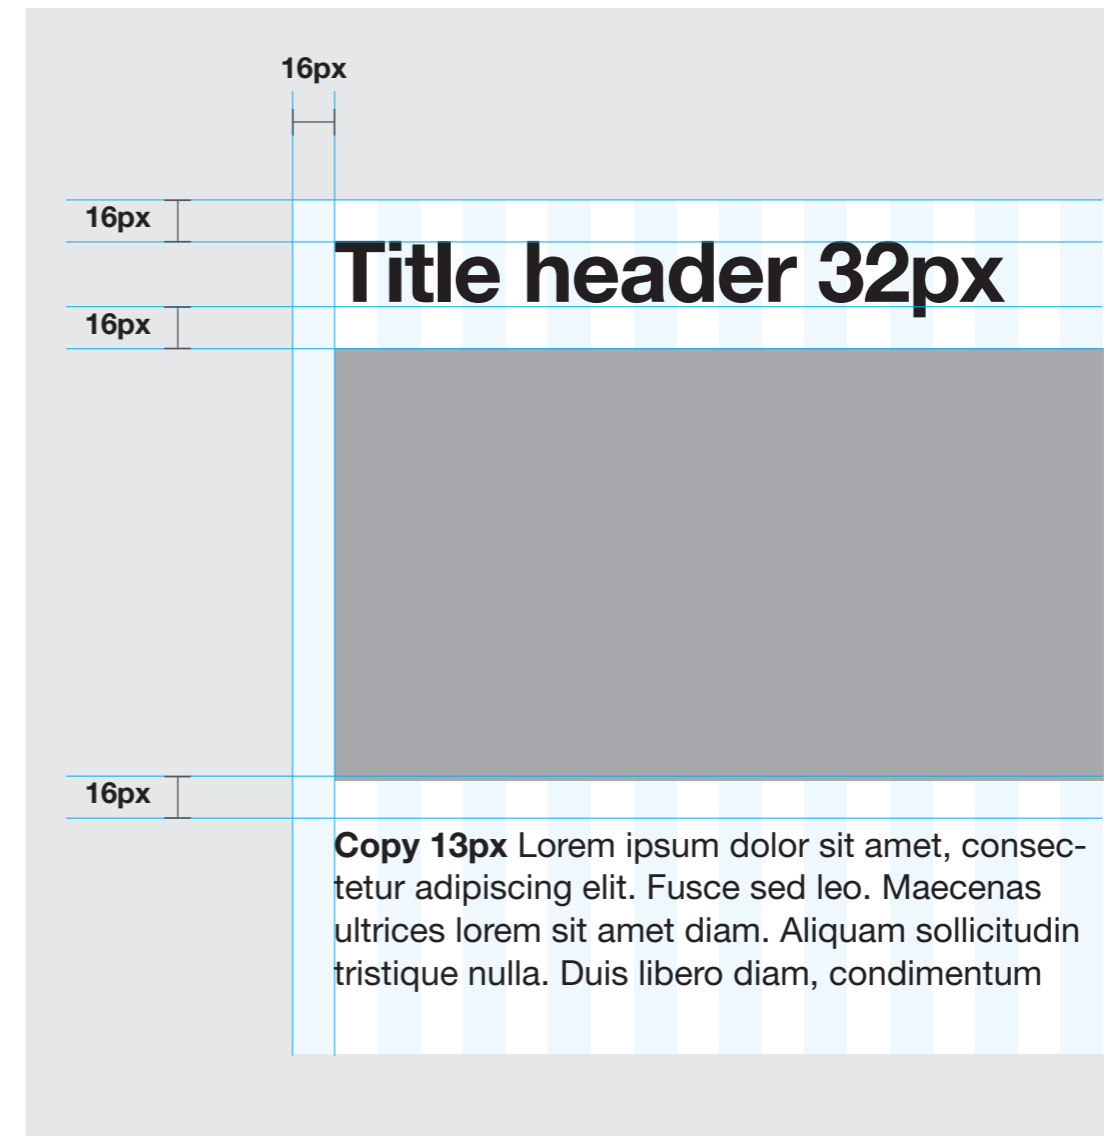 16px
16px
Title header 32px
16px
16px
Copy 13px Lorem ipsum dolor sit amet, consec-
tetur adipiscing elit. Fusce sed leo. Maecenas
ultrices lorem sit amet diam. Aliquam sollicitudin
tristique nulla. Duis libero diam, condimentum